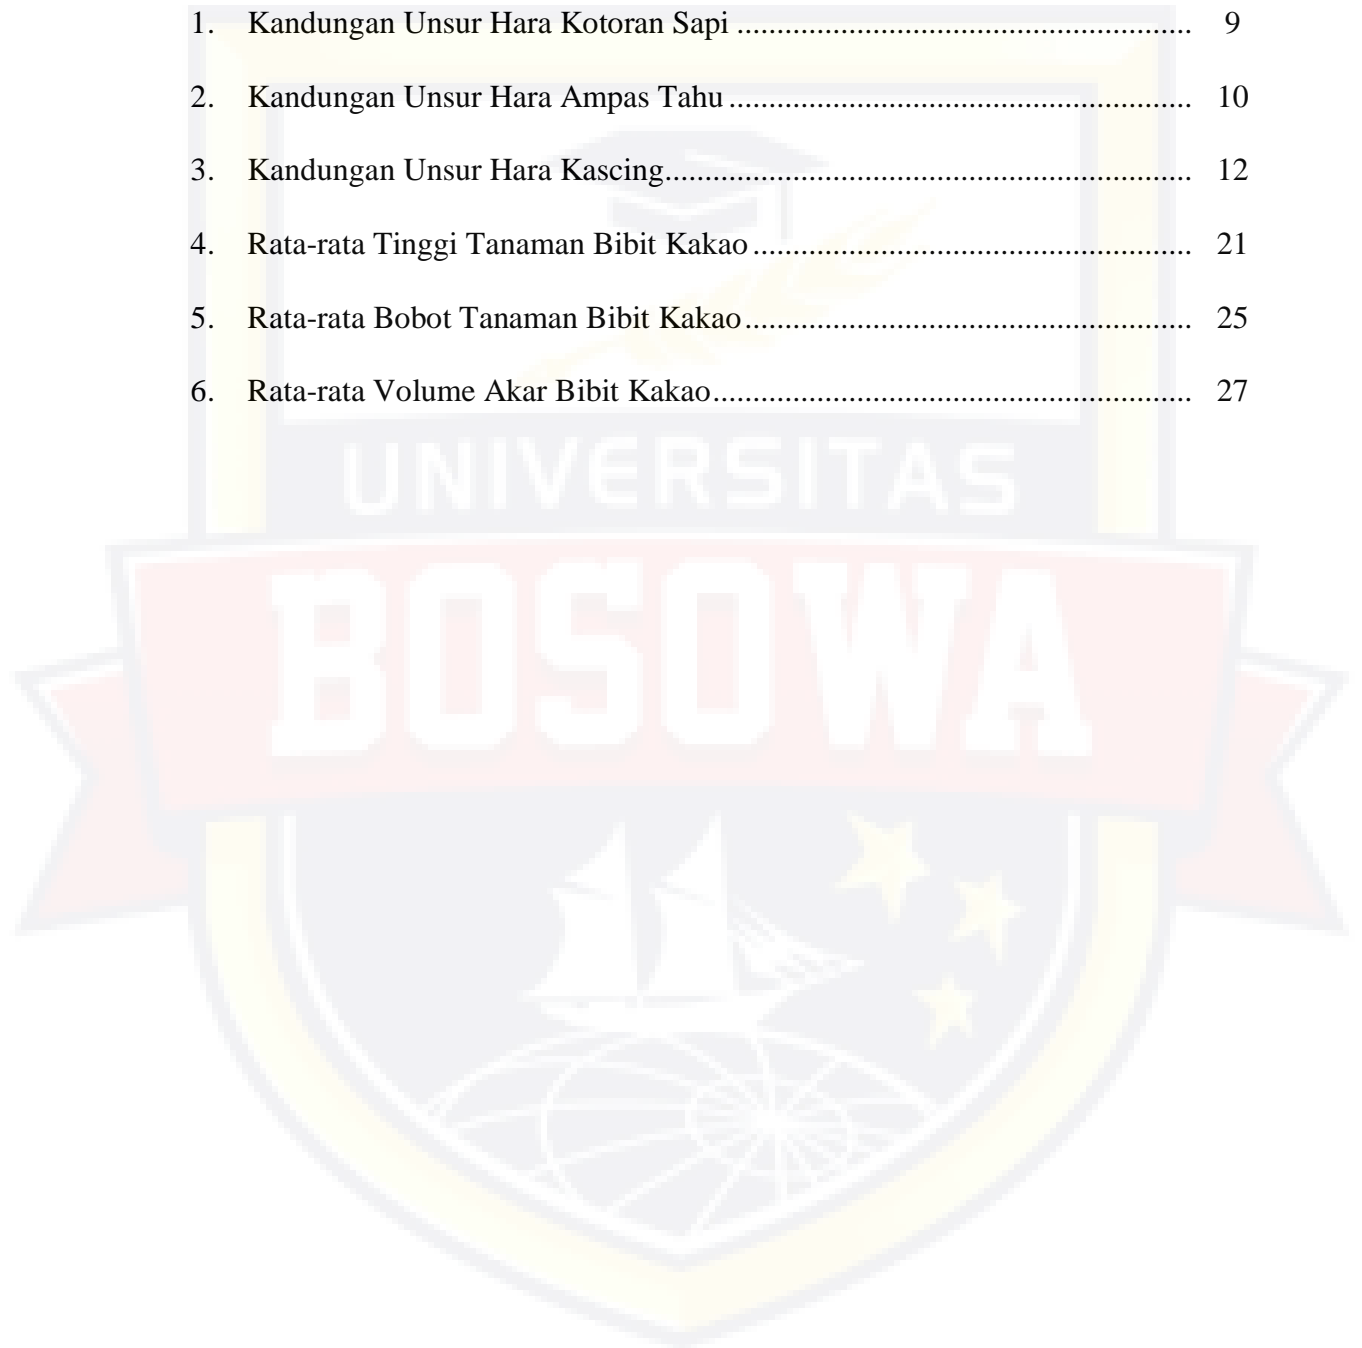 1. Kandungan Unsur Hara Kotoran Sapi ......................................................... 9
2. Kandungan Unsur Hara Ampas Tahu .......................................................... 10
3. Kandungan Unsur Hara Kascing.................................................................. 12
4. Rata-rata Tinggi Tanaman Bibit Kakao ....................................................... 21
5. Rata-rata Bobot Tanaman Bibit Kakao........................................................ 25
6. Rata-rata Volume Akar Bibit Kakao............................................................ 27
UNIVERSITAS
BOSOWA